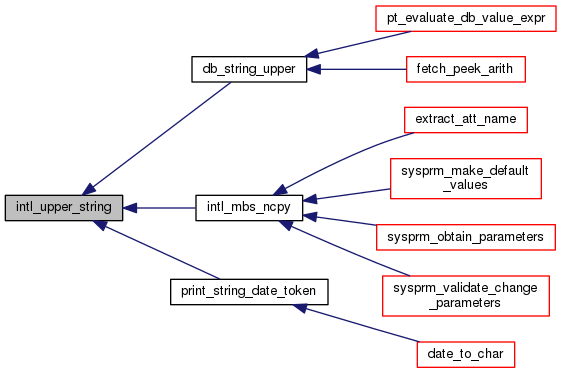 pt_evaluate_db_value_expr
db_string_upper
fetch_peek_arith
extract_att_name
sysprm_make_default
_values
intl_upper_string
intl_mbs_ncpy
sysprm_obtain_parameters
print_string_date_token
sysprm_validate_change
_parameters
date_to_char